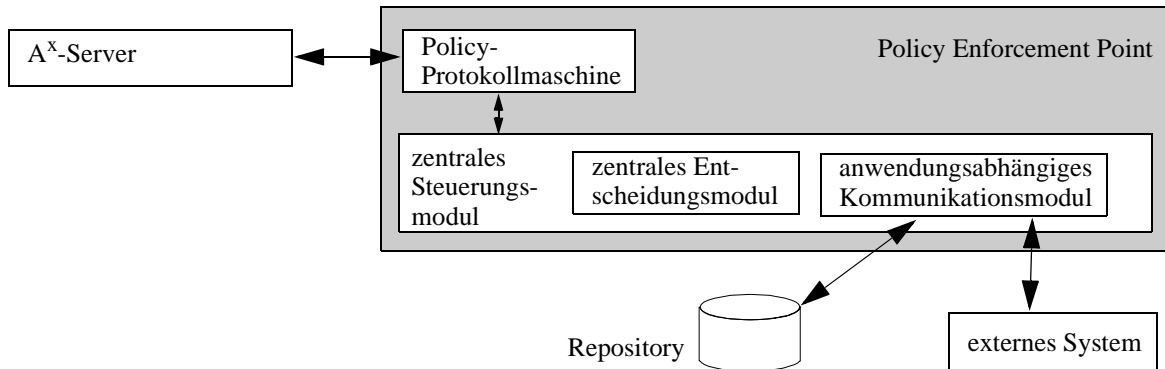 A^x-Server
Policy-
Protokollmaschine
Policy Enforcement Point
zentrales
Steuerungs-
modul
zentrales Ent-
scheidungsmodul
anwendungsabhängiges
Kommunikationsmodul
Repository
externes System